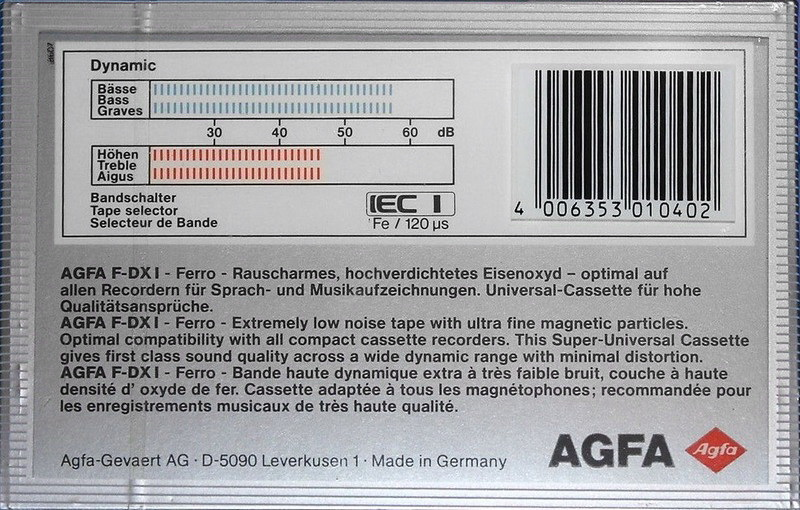 Dynamic
Bässe
Bass
Graves
30 40 50 60 dB
Höhen
Treble
Aigus
Bandschalter
Tape selector
Selecteur de Bande
IEC I
Fe / 120 µs
4 006353 010402
AGFA F-DX I - Ferro - Rauscharmes, hochverdichtetes Eisenoxyd – optimal auf
allen Recordern für Sprach- und Musikaufzeichnungen. Universal-Cassette für hohe
Qualitätsansprüche.
AGFA F-DX I - Ferro - Extremely low noise tape with ultra fine magnetic particles.
Optimal compatibility with all compact cassette recorders. This Super-Universal Cassette
gives first class sound quality across a wide dynamic range with minimal distortion.
AGFA F-DX I - Ferro - Bande haute dynamique extra à très faible bruit, couche à haute
densité d' oxyde de fer. Cassette adaptée à tous les magnétophones; recommandée pour
les enregistrements musicaux de très haute qualité.
Agfa-Gevaert AG · D-5090 Leverkusen 1 · Made in Germany
AGFA
Agfa